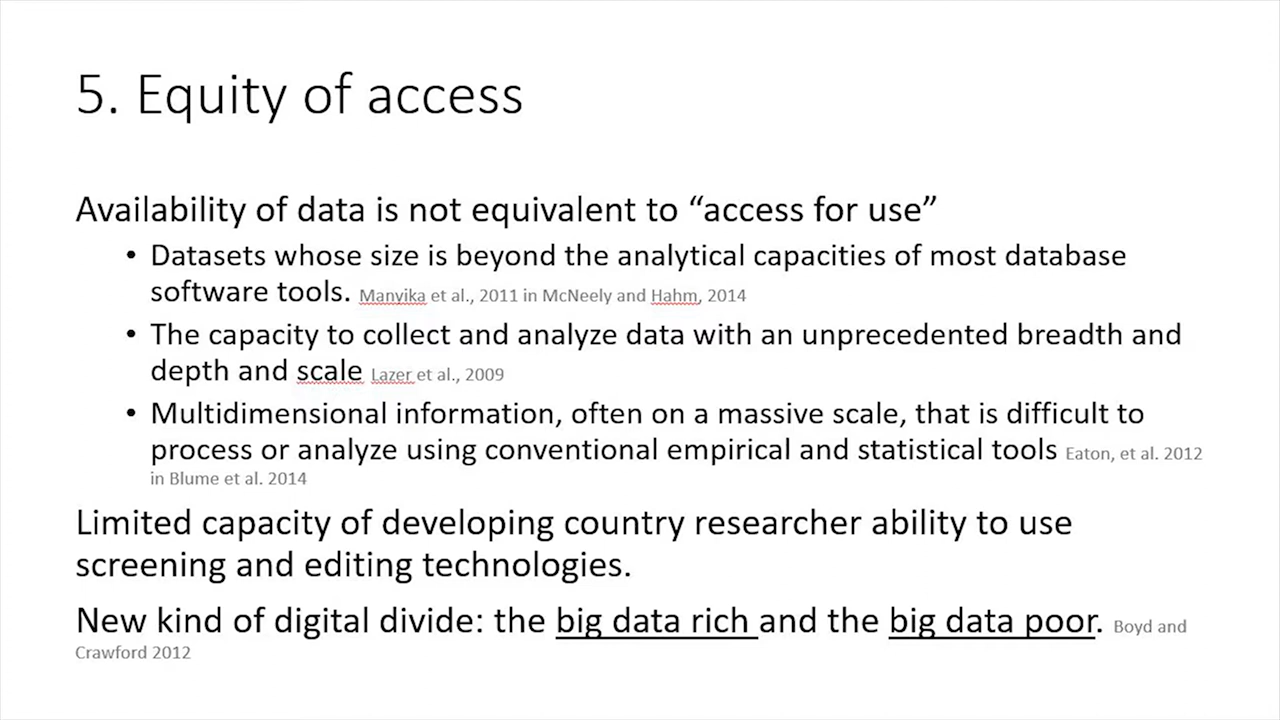 5. Equity of access
Availability of data is not equivalent to “access for use”
• Datasets whose size is beyond the analytical capacities of most database
software tools. Manyika et al., 2011 in McNeely and Hahm, 2014
• The capacity to collect and analyze data with an unprecedented breadth and
depth and scale Lazer et al., 2009
• Multidimensional information, often on a massive scale, that is difficult to
process or analyze using conventional empirical and statistical tools Eaton, et al. 2012
in Blume et al. 2014
Limited capacity of developing country researcher ability to use
screening and editing technologies.
New kind of digital divide: the big data rich and the big data poor. Boyd and
Crawford 2012